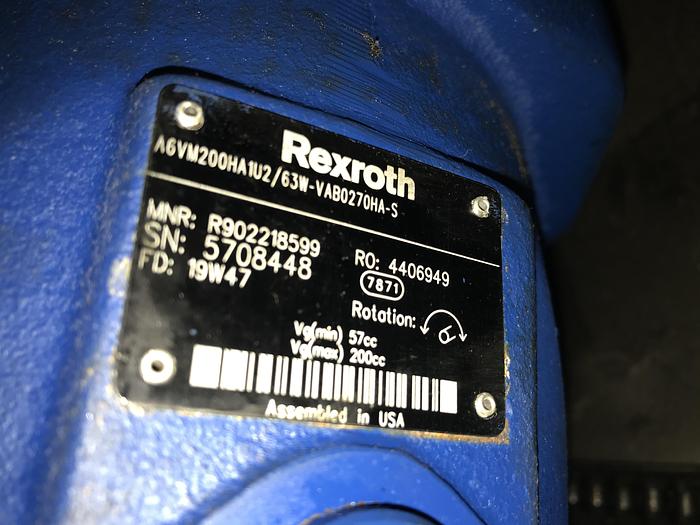 Rexroth
A6VM200HA1U2/63W-VAB0270HA-S
MNR: R902218599
SN: 5708448
FD: 19W47
RO: 4406949
7871
Rotation:
Vg(min) 57cc
Vg(max) 200cc
Assembled in USA